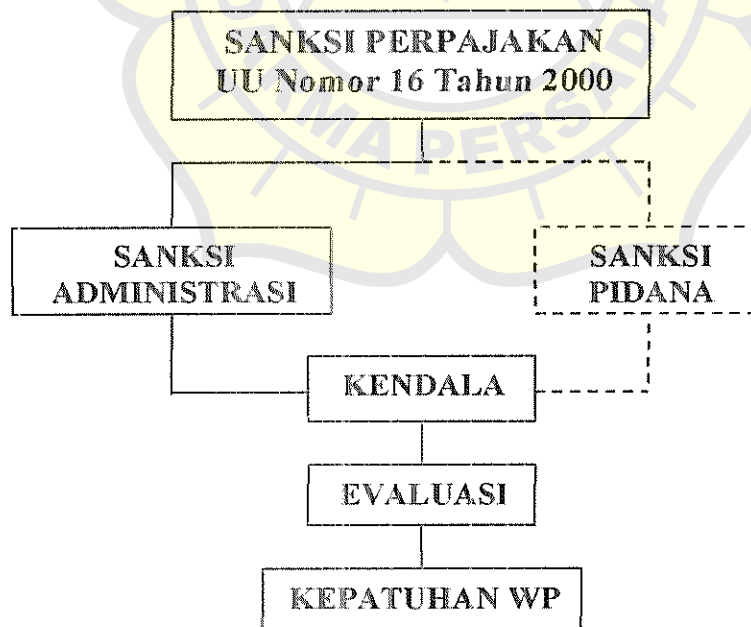 SANKSI PERPAJAKAN
UU Nomor 16 Tahun 2000
SANKSI
ADMINISTRASI
SANKSI
PIDANA
KENDALA
EVALUASI
KEPATUHAN WP